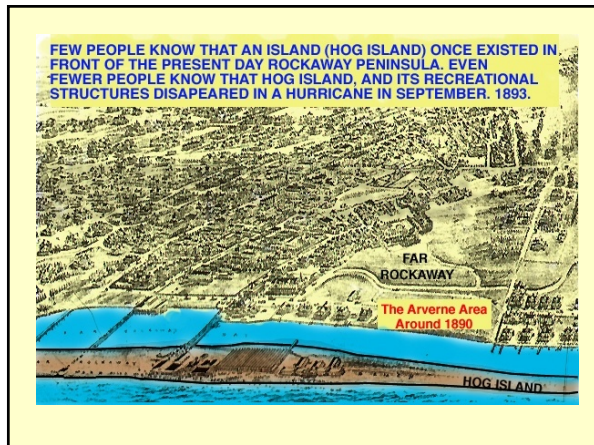 FEW PEOPLE KNOW THAT AN ISLAND (HOG ISLAND) ONCE EXISTED IN
FRONT OF THE PRESENT DAY ROCKAWAY PENINSULA. EVEN
FEWER PEOPLE KNOW THAT HOG ISLAND, AND ITS RECREATIONAL
STRUCTURES DISAPEARED IN A HURRICANE IN SEPTEMBER. 1893.
FAR
ROCKAWAY
The Arverne Area
Around 1890
HOG ISLAND